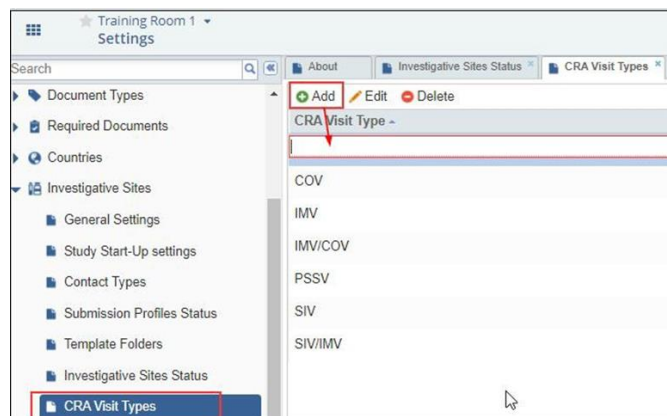 Training Room 1
Settings
Search
About
Investigative Sites Status
CRA Visit Types
Document Types
Required Documents
Countries
Investigative Sites
General Settings
Study Start-Up settings
Contact Types
Submission Profiles Status
Template Folders
Investigative Sites Status
CRA Visit Types
Add Edit Delete
CRA Visit Type
COV
IMV
IMV/COV
PSSV
SIV
SIV/IMV